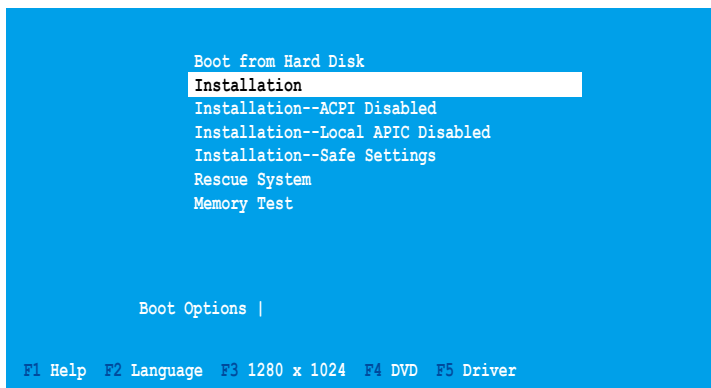 Boot from Hard Disk
Installation
Installation--ACPI Disabled
Installation--Local APIC Disabled
Installation--Safe Settings
Rescue System
Memory Test
Boot Options |
F1 Help F2 Language F3 1280 x 1024 F4 DVD F5 Driver